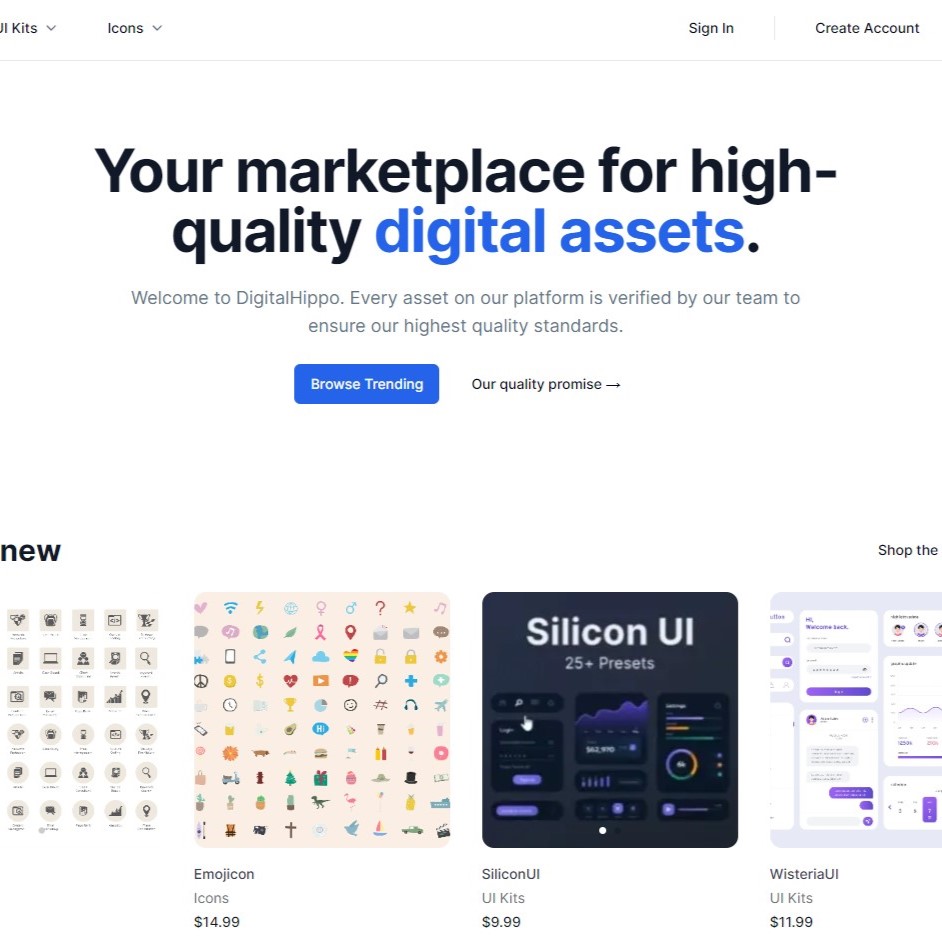 UI Kits
Icons
Sign In
Create Account
Your marketplace for high-
quality digital assets.
Welcome to DigitalHippo. Every asset on our platform is verified by our team to
ensure our highest quality standards.
Browse Trending
Our quality promise →
new
Shop the
Silicon UI
25+ Presets
Login
Settings
$62,970
Hi
Hi,
Welcome back,
Emojicon
SiliconUI
WisteriaUI
Icons
UI Kits
UI Kits
$14.99
$9.99
$11.99